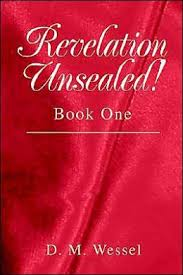 Revelation
Unsealed!
Book One
D. M. Wessel